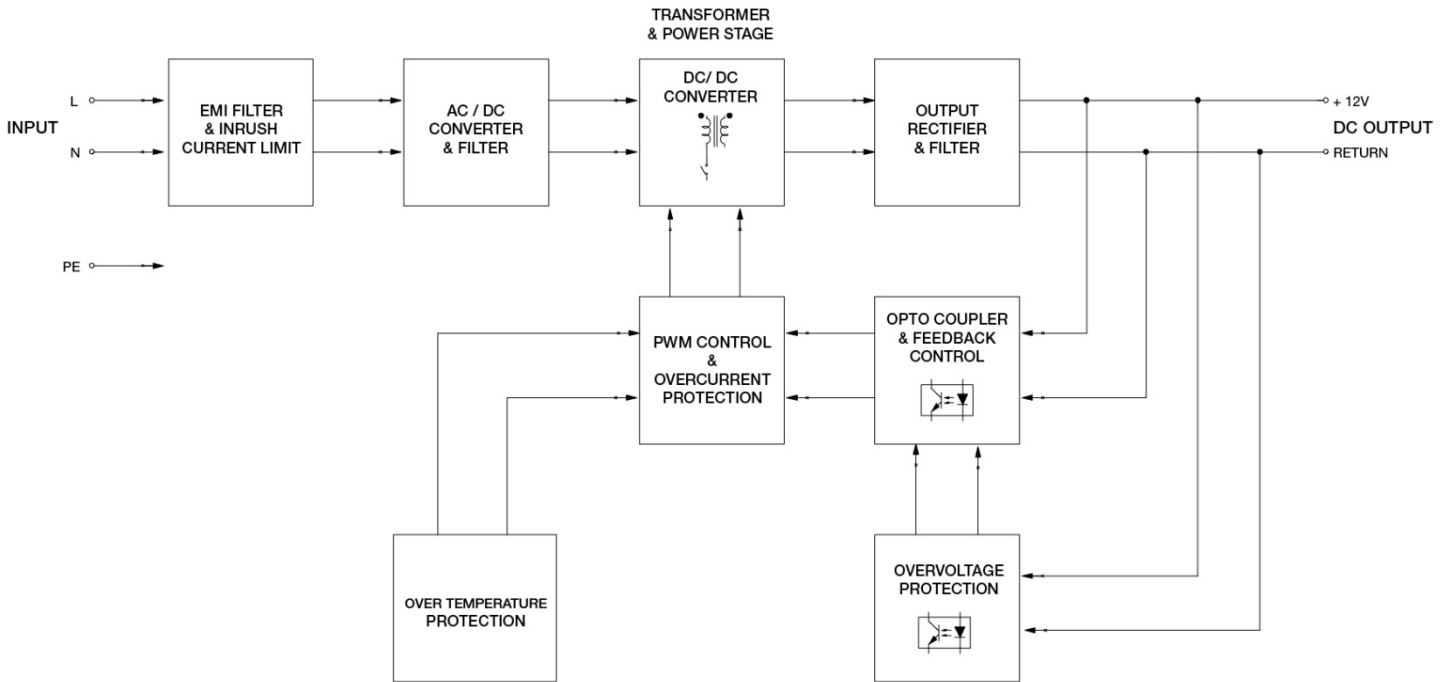 TRANSFORMER
& POWER STAGE
INPUT
L
N
PE
EMI FILTER
& INRUSH
CURRENT LIMIT
AC / DC
CONVERTER
& FILTER
DC/ DC
CONVERTER
OUTPUT
RECTIFIER
& FILTER
+ 12V
DC OUTPUT
RETURN
PWM CONTROL
&
OVERCURRENT
PROTECTION
OPTO COUPLER
& FEEDBACK
CONTROL
OVER TEMPERATURE
PROTECTION
OVERVOLTAGE
PROTECTION